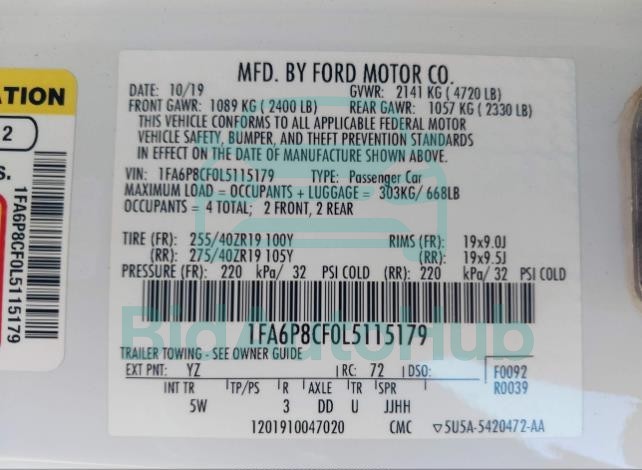 ATION
2
s.
1FA6P8CF0L5115179
MFD. BY FORD MOTOR CO.
DATE: 10/19 GVWR: 2141 KG ( 4720 LB)
FRONT GAWR: 1089 KG ( 2400 LB) REAR GAWR: 1057 KG ( 2330 LB)
THIS VEHICLE CONFORMS TO ALL APPLICABLE FEDERAL MOTOR
VEHICLE SAFETY, BUMPER, AND THEFT PREVENTION STANDARDS
IN EFFECT ON THE DATE OF MANUFACTURE SHOWN ABOVE.
VIN: 1FA6P8CF0L5115179 TYPE: Passenger Car
MAXIMUM LOAD = OCCUPANTS + LUGGAGE = 303KG/ 668LB
OCCUPANTS = 4 TOTAL; 2 FRONT, 2 REAR
TIRE (FR): 255/40ZR19 100Y RIMS (FR): 19x9.0J
(RR): 275/40ZR19 105Y (RR): 19x9.5J
PRESSURE (FR): 220 kPa/ 32 PSI COLD (RR): 220 kPa/ 32 PSI COLD
1FA6P8CF0L5115179
BidAutoHub
TRAILER TOWING - SEE OWNER GUIDE
EXT PNT: YZ RC: 72 DSO: F0092
R0039
INT TR TP/PS R AXLE TR SPR
5W 3 DD U JJHH
1201910047020 CMC ▽5U5A-5420472-AA